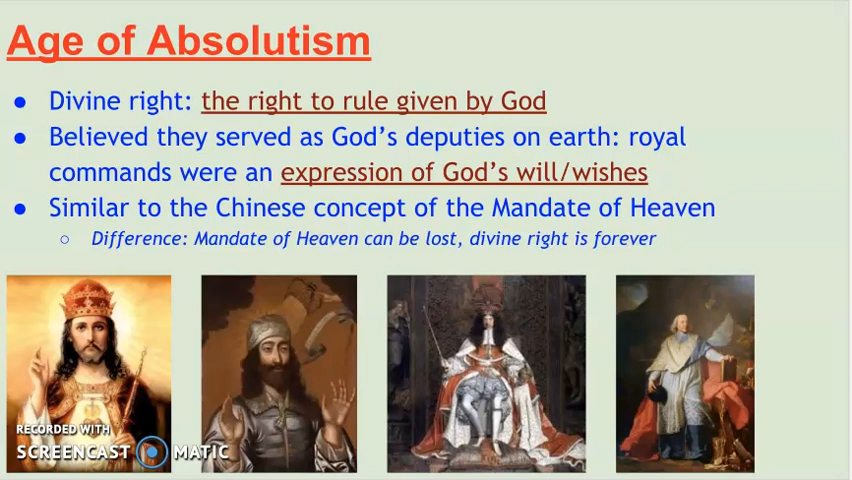 Age of Absolutism
● Divine right: the right to rule given by God
● Believed they served as God's deputies on earth: royal
commands were an expression of God's will/wishes
● Similar to the Chinese concept of the Mandate of Heaven
○ Difference: Mandate of Heaven can be lost, divine right is forever
RECORDED WITH
SCREENCAST MATIC